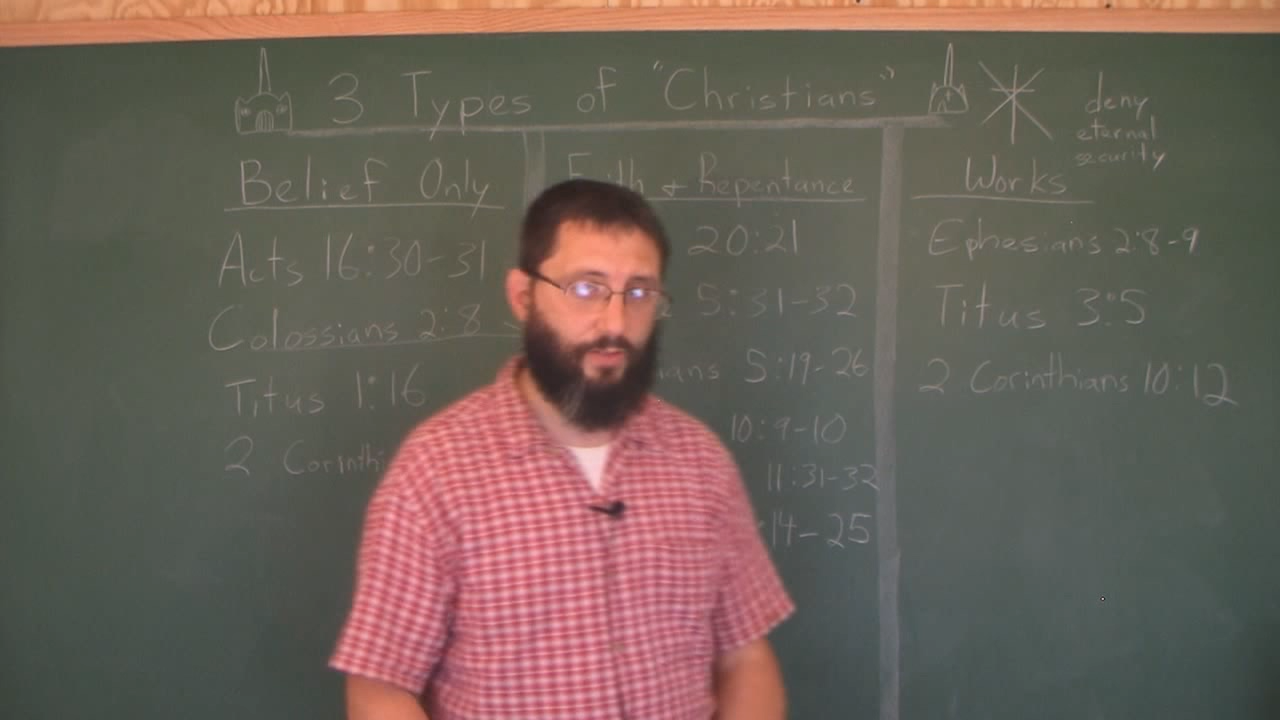 3 Types of "Christians"
deny
eternal
security
Belief Only
Acts 16:30-31
Colossians 2:8
Titus 1:16
2 Corinthi
& Repentance
20:21
5:31-32
ians 5:19-26
10:9-10
11:31-32
14-25
Works
Ephesians 2:8-9
Titus 3:5
2 Corinthians 10:12